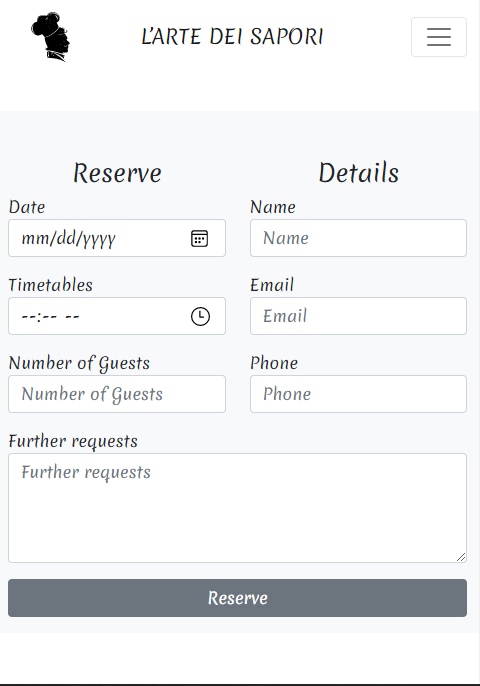 L'ARTE DEI SAPORI
Reserve
Date
mm/dd/yyyy
Timetables
--:-- --
Number of Guests
Number of Guests
Details
Name
Name
Email
Email
Phone
Phone
Further requests
Further requests
Reserve